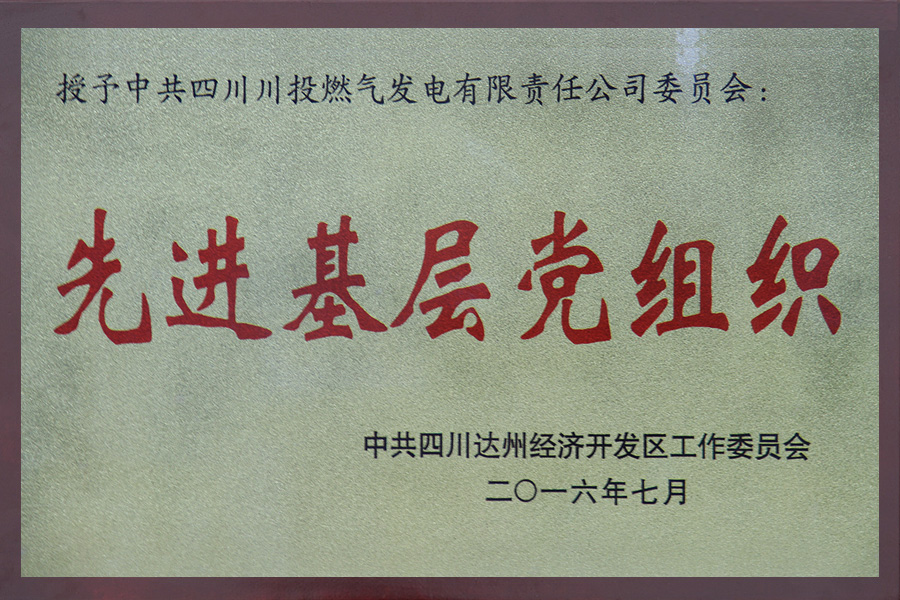 授予中共四川川投燃气发电有限责任公司委员会：
先进基层党组织
中共四川达州经济开发区工作委员会
二〇一六年七月